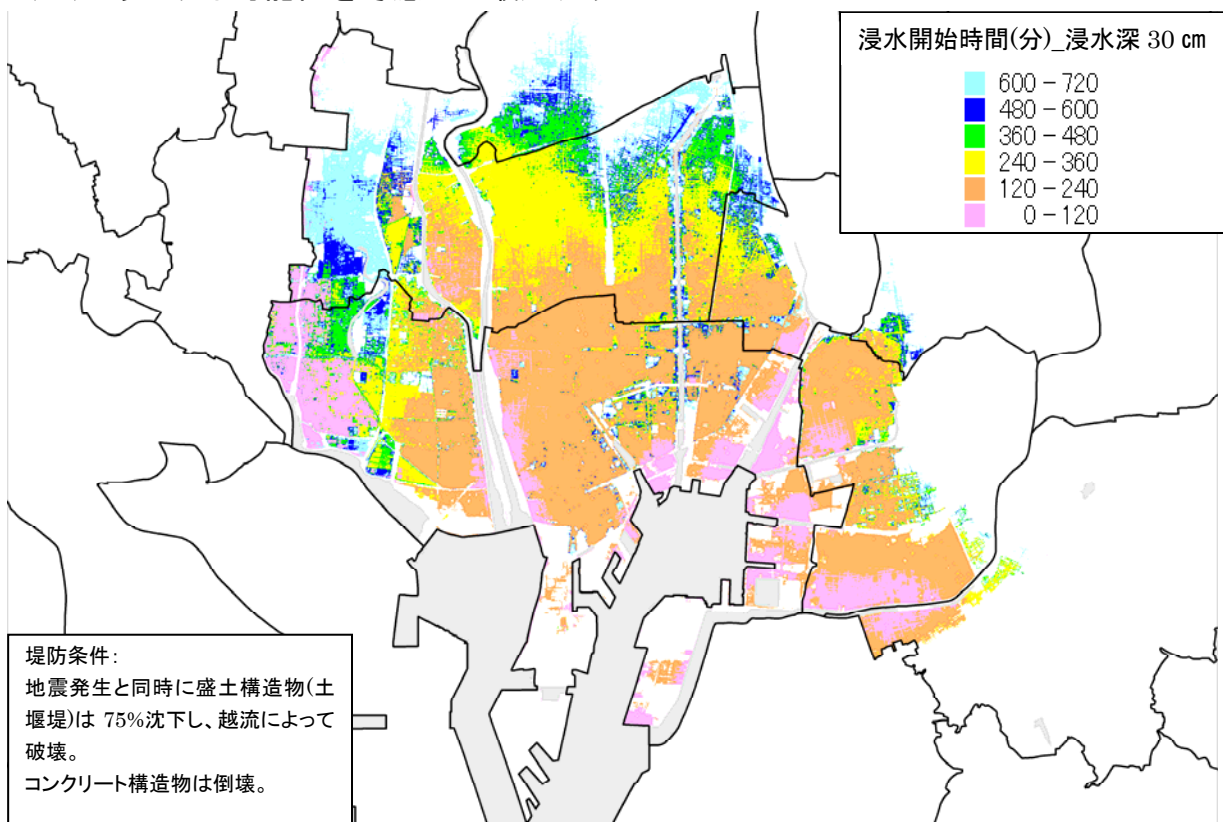 浸水開始時間(分)_浸水深 30 ㎝
600－720
480－600
360－480
240－360
120－240
0－120
堤防条件：
地震発生と同時に盛土構造物(土
堰堤)は 75%沈下し、越流によって
破壊。
コンクリート構造物は倒壊。